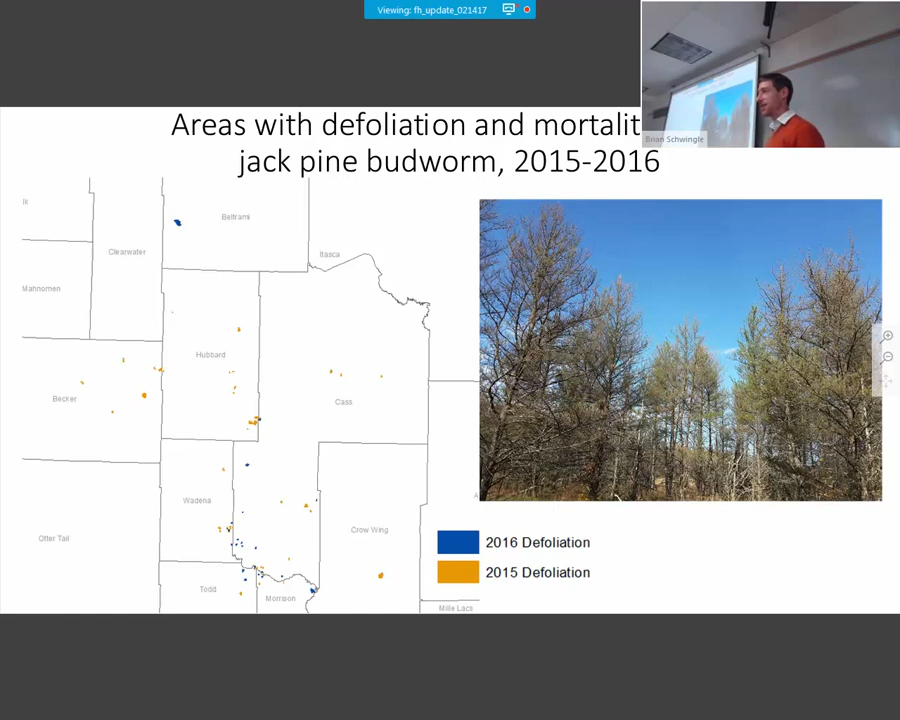 Viewing: fh_update_021417
Brian Schwingle
Areas with defoliation and mortalit
jack pine budworm, 2015-2016
Beltrami
Clearwater
Itasca
Mahnomen
Hubbard
Becker
Cass
Wadena
Crow Wing
Otter Tail
Todd
Morrison
Mille Lacs
2016 Defoliation
2015 Defoliation